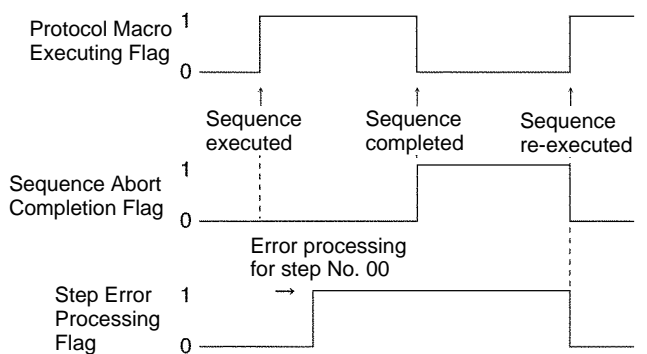 Protocol Macro
Executing Flag
1
0
Sequence
executed
Sequence
completed
Sequence
re-executed
Sequence Abort
Completion Flag
1
0
Error processing
for step No. 00
Step Error
Processing
Flag
1
0